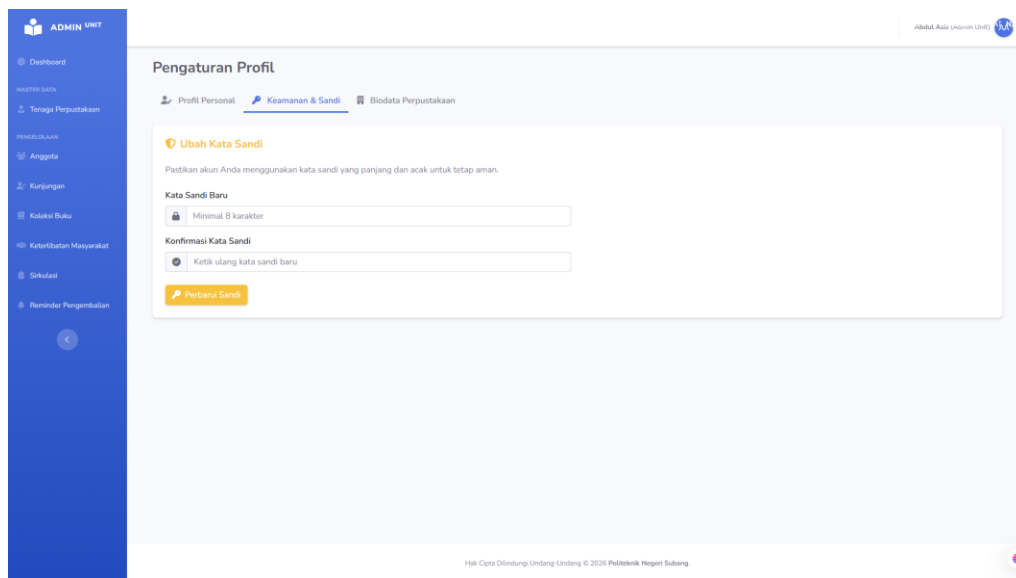 ADMIN UNIT
Abdul Aziz (Admin Unit)
Dashboard
MASTER DATA
Tenaga Perpustakaan
PENGELOLAAN
Anggota
Kunjungan
Koleksi Buku
Keterlibatan Masyarakat
Sirkulasi
Reminder Pengembalian
Pengaturan Profil
Profil Personal
Keamanan & Sandi
Biodata Perpustakaan
Ubah Kata Sandi
Pastikan akun Anda menggunakan kata sandi yang panjang dan acak untuk tetap aman.
Kata Sandi Baru
Minimal 8 karakter
Konfirmasi Kata Sandi
Ketik ulang kata sandi baru
Perbarui Sandi
Hak Cipta Dilindungi Undang-Undang © 2026 Politeknik Negeri Subang.